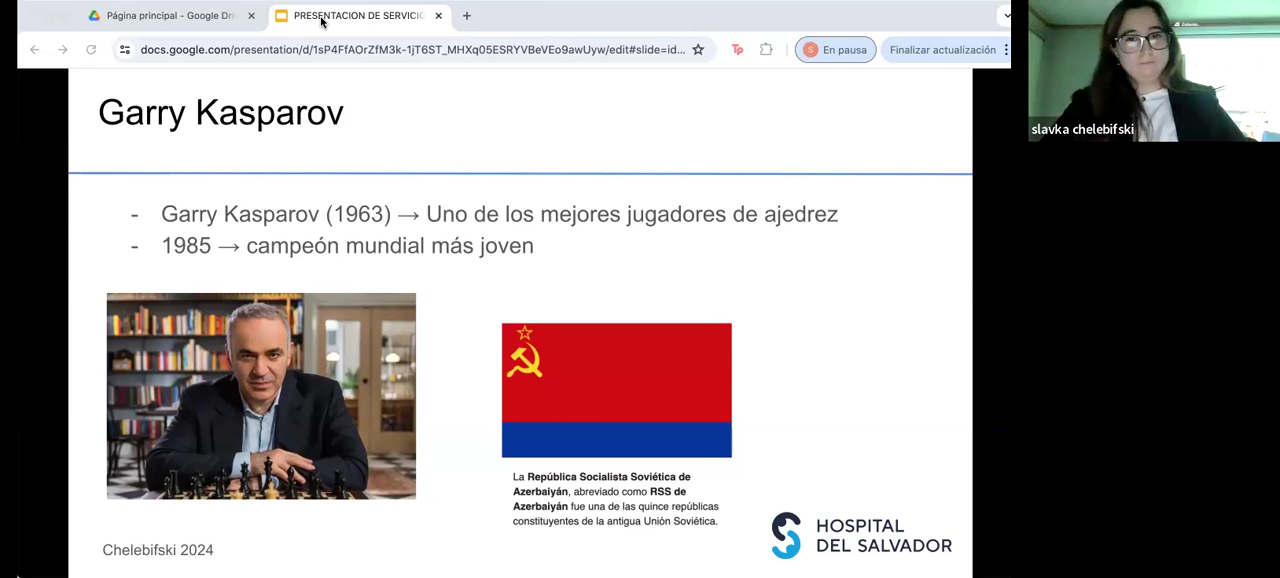 Página principal - Google Dri
PRESENTACION DE SERVICIO
docs.google.com/presentation/d/1sP4FfAOrZfM3k-1jT6ST_MHXq05ESRYVBeVEo9awUyw/edit#slide=id...
S En pausa
Finalizar actualización
slavka chelebifski
Garry Kasparov
- Garry Kasparov (1963) → Uno de los mejores jugadores de ajedrez
- 1985 → campeón mundial más joven
La República Socialista Soviética de
Azerbaiyán, abreviado como RSS de
Azerbaiyán fue una de las quince repúblicas
constituyentes de la antigua Unión Soviética.
Chelebifski 2024
HOSPITAL
DEL SALVADOR